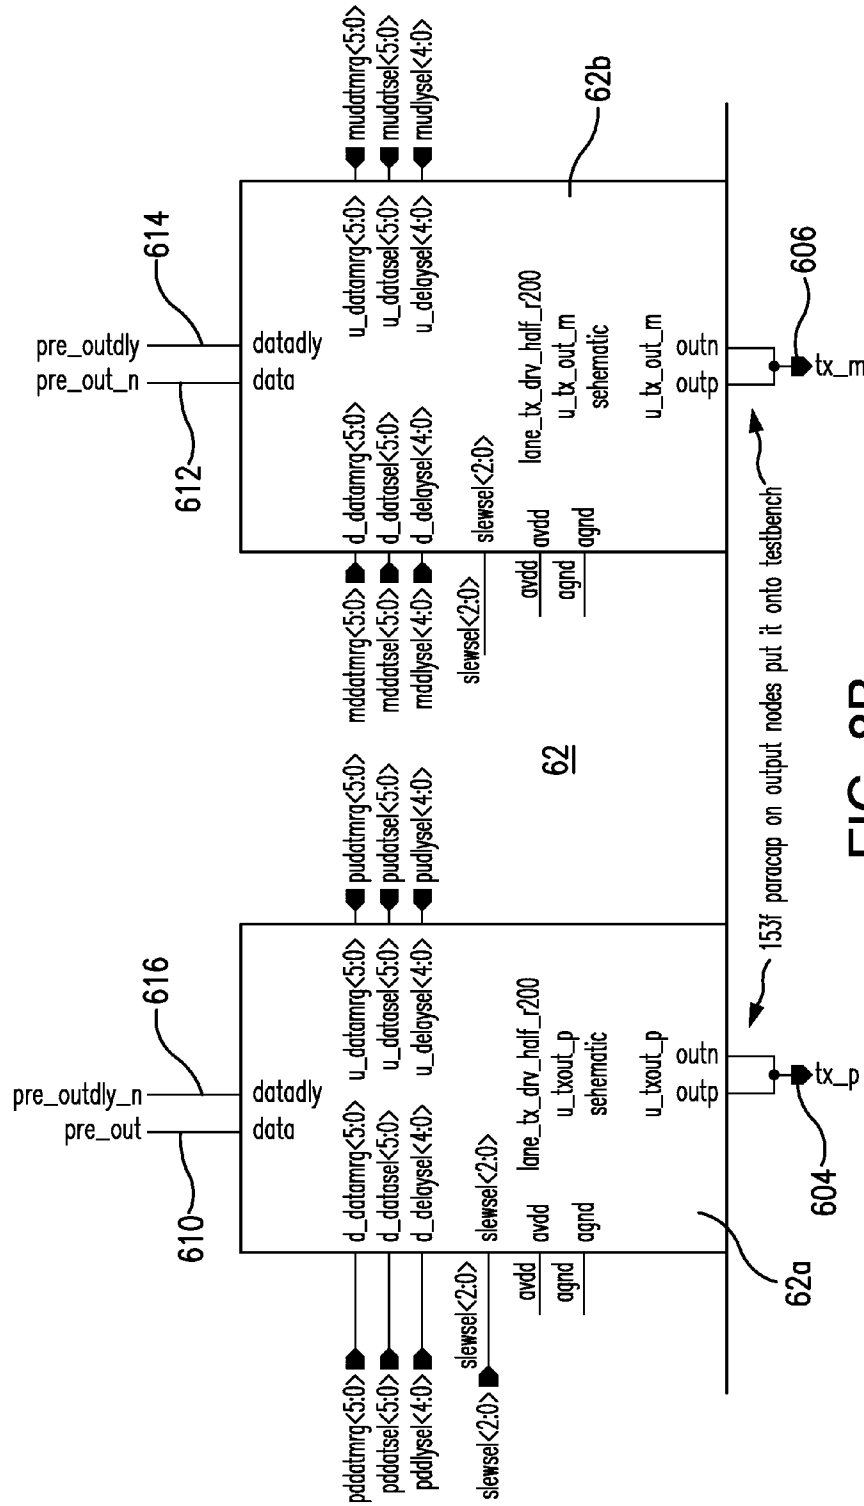 pre_outdly_n
pre_out
616
610
datadly
data
pddatmrg<5:0>
pddatsel<5:0>
pddlysel<4:0>
d_datamrg<5:0>
d_datasel<5:0>
d_delaysel<4:0>
u_datamrg<5:0>
u_datasel<5:0>
u_delaysel<4:0>
pudatmrg<5:0>
pudatsel<5:0>
pudlysel<4:0>
slewsel<2:0>
slewsel<2:0>
slewsel<2:0>
avdd
avdd
agnd
agnd
lane_tx_drv_half_r200
u_txout_p
sehematic
u_txout_p
outp
outn
tx_p
604
62a
62
pre_outdly
pre_out_n
614
612
datadly
data
mddatmrg<5:0>
mddatsel<5:0>
mddlysel<4:0>
d_datamrg<5:0>
d_datasel<5:0>
d_delaysel<4:0>
u_datamrg<5:0>
u_datasel<5:0>
u_delaysel<4:0>
mudatmrg<5:0>
mudatsel<5:0>
mudlysel<4:0>
slewsel<2:0>
slewsel<2:0>
avdd
avdd
agnd
agnd
lane_tx_drv_half_r200
u_tx_out_m
sehematic
u_tx_out_m
outp
outn
tx_m
606
62b
153f paracap on output nodes put it onto testbench
FIG